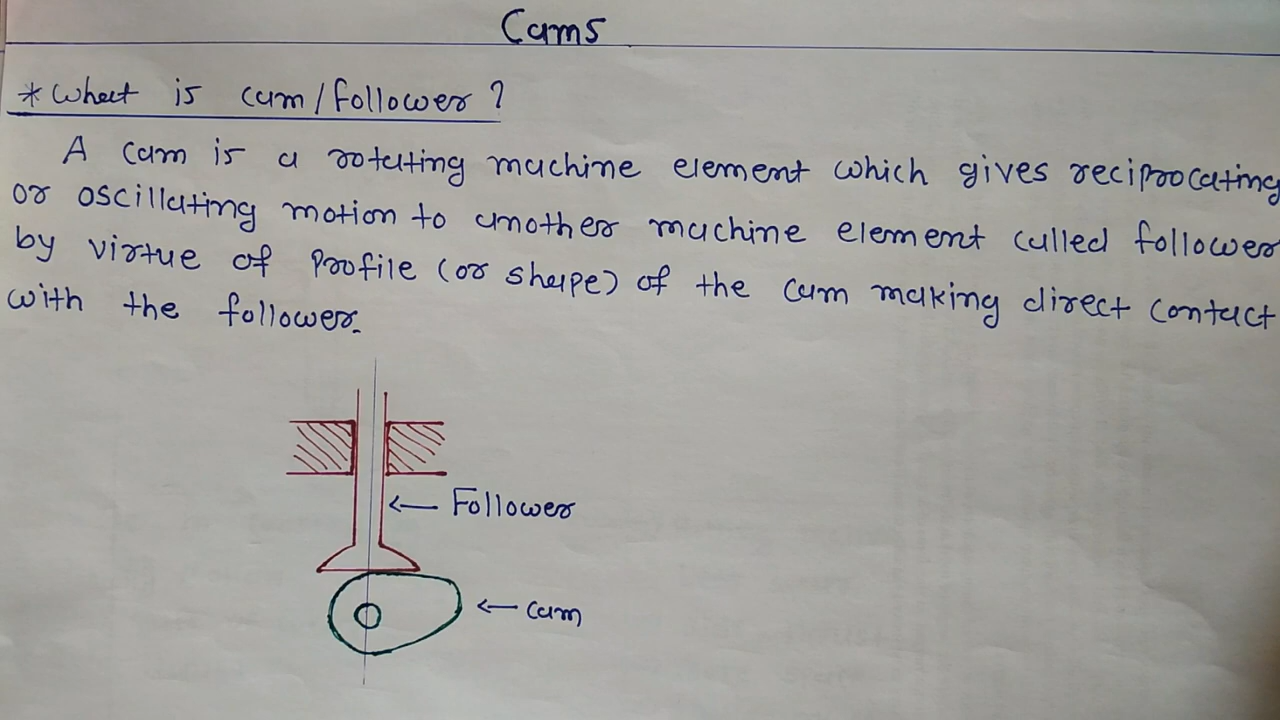 Cams
* What is cam/follower?
A cam is a rotating machine element which gives reciprocating
or oscillating motion to another machine element called follower
by virtue of Profile (or shape) of the cam making direct contact
with the follower.
← Follower
← cam